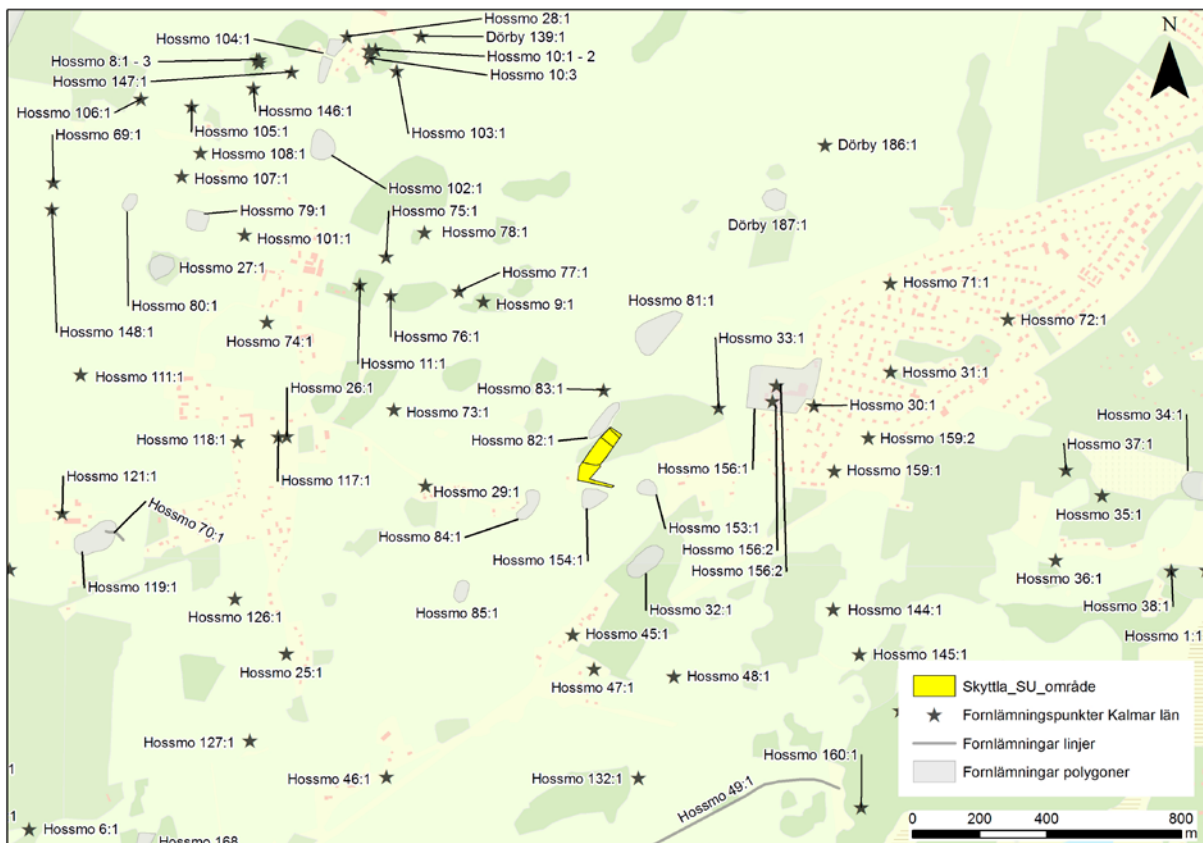 Hossmo 28:1
Hossmo 104:1
Dörby 139:1
N
Hossmo 10:1 - 2
Hossmo 8:1 - 3
Hossmo 10:3
Hossmo 147:1
Hossmo 106:1
Hossmo 146:1
Hossmo 69:1
Hossmo 105:1
Hossmo 103:1
Dörby 186:1
Hossmo 108:1
Hossmo 107:1
Hossmo 102:1
Hossmo 79:1
Hossmo 75:1
Dörby 187:1
Hossmo 101:1
Hossmo 78:1
Hossmo 27:1
Hossmo 77:1
Hossmo 71:1
Hossmo 80:1
Hossmo 9:1
Hossmo 81:1
Hossmo 72:1
Hossmo 148:1
Hossmo 74:1
Hossmo 76:1
Hossmo 33:1
Hossmo 11:1
Hossmo 111:1
Hossmo 31:1
Hossmo 26:1
Hossmo 83:1
Hossmo 30:1
Hossmo 73:1
Hossmo 34:1
Hossmo 118:1
Hossmo 82:1
Hossmo 159:2
Hossmo 37:1
Hossmo 121:1
Hossmo 117:1
Hossmo 156:1
Hossmo 159:1
Hossmo 29:1
Hossmo 35:1
Hossmo 70:1
Hossmo 84:1
Hossmo 153:1
Hossmo 154:1
Hossmo 156:2
Hossmo 156:2
Hossmo 36:1
Hossmo 119:1
Hossmo 126:1
Hossmo 85:1
Hossmo 32:1
Hossmo 144:1
Hossmo 38:1
Hossmo 45:1
Hossmo 1:1
Hossmo 25:1
Hossmo 47:1
Hossmo 48:1
Hossmo 145:1
Skyttla_SU_område
Fornlämningspunkter Kalmar län
Hossmo 127:1
Fornlämningar linjer
Hossmo 160:1
Fornlämningar polygoner
1
Hossmo 46:1
Hossmo 132:1
Hossmo 49:1
0 200 400 800
m
1
Hossmo 6:1
Hossmo 168